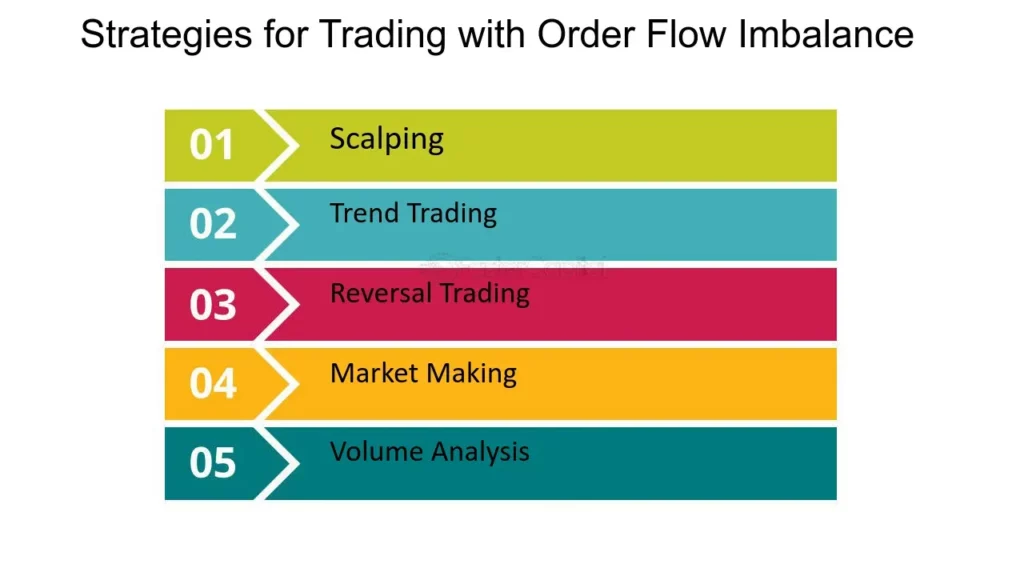 Strategies for Trading with Order Flow Imbalance
01 Scalping
02 Trend Trading
03 Reversal Trading
04 Market Making
05 Volume Analysis